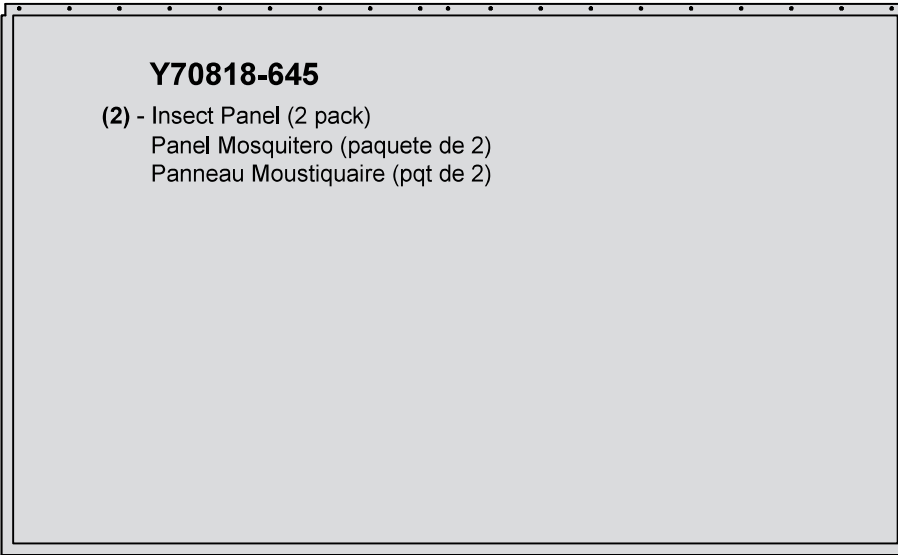 Y70818-645
(2) - Insect Panel (2 pack)
Panel Mosquitero (paquete de 2)
Panneau Moustiquaire (pqt de 2)